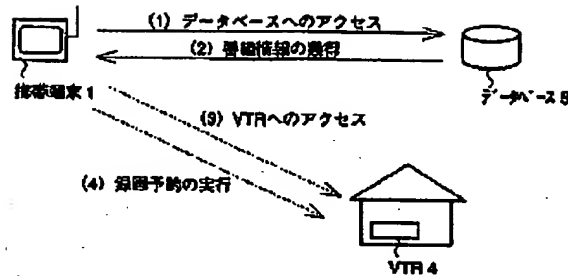 (1) データベースへのアクセス
(2) 番組情報の獲得
携帯端末 1
データベース 5
(3) VTRへのアクセス
(4) 録画予約の実行
VTR 4